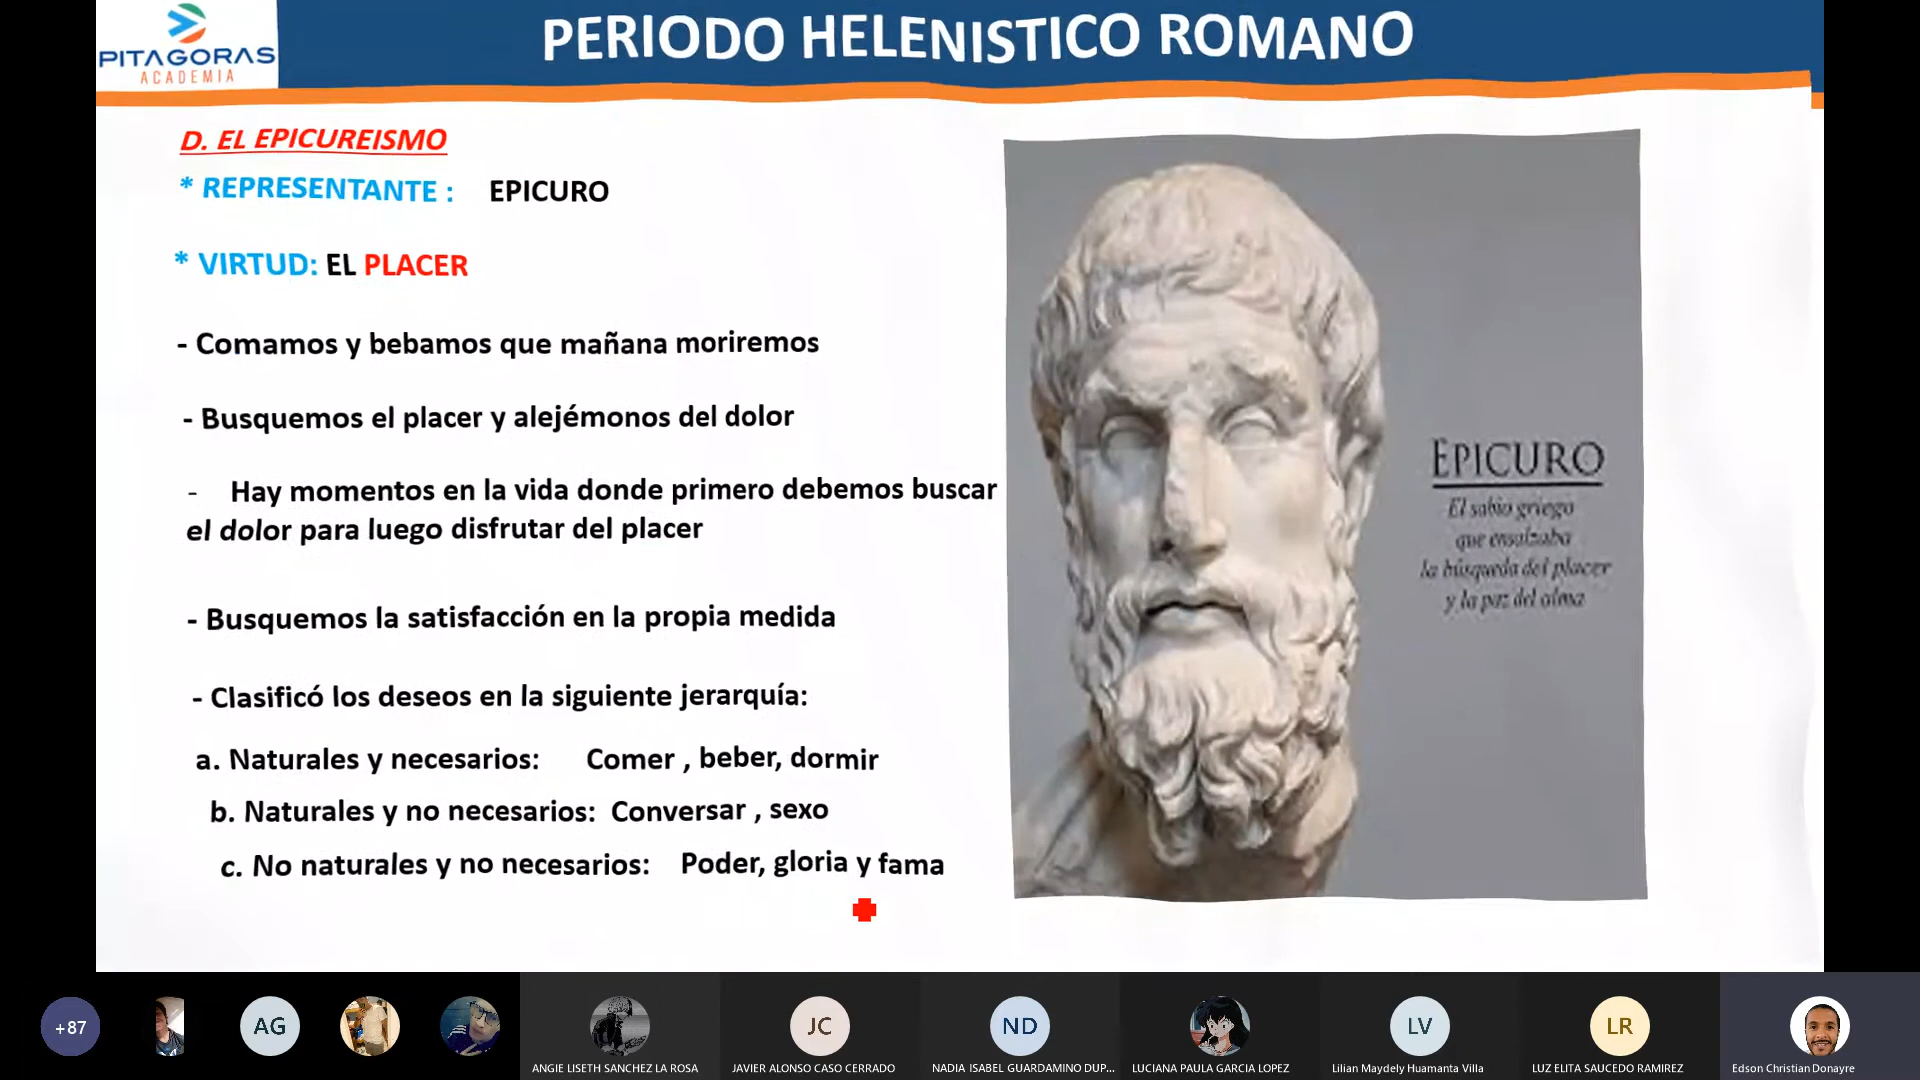 PITAGORAS
ACADEMIA
PERIODO HELENISTICO ROMANO
D. EL EPICUREISMO
* REPRESENTANTE : EPICURO
* VIRTUD: EL PLACER
- Comamos y bebamos que mañana moriremos
- Busquemos el placer y alejémonos del dolor
- Hay momentos en la vida donde primero debemos buscar
el dolor para luego disfrutar del placer
- Busquemos la satisfacción en la propia medida
- Clasificó los deseos en la siguiente jerarquía:
a. Naturales y necesarios: Comer , beber, dormir
b. Naturales y no necesarios: Conversar , sexo
c. No naturales y no necesarios: Poder, gloria y fama
EPICURO
El sabio griego
que ensalzaba
la búsqueda del placer
y la paz del alma
+87
AG
JC
ND
LV
LR
ANGIE LISETH SANCHEZ LA ROSA
JAVIER ALONSO CASO CERRADO
NADIA ISABEL GUARDAMINO DUP...
LUCIANA PAULA GARCIA LOPEZ
Lilian Maydely Huamanta Villa
LUZ ELITA SAUCEDO RAMIREZ
Edson Christian Donayre